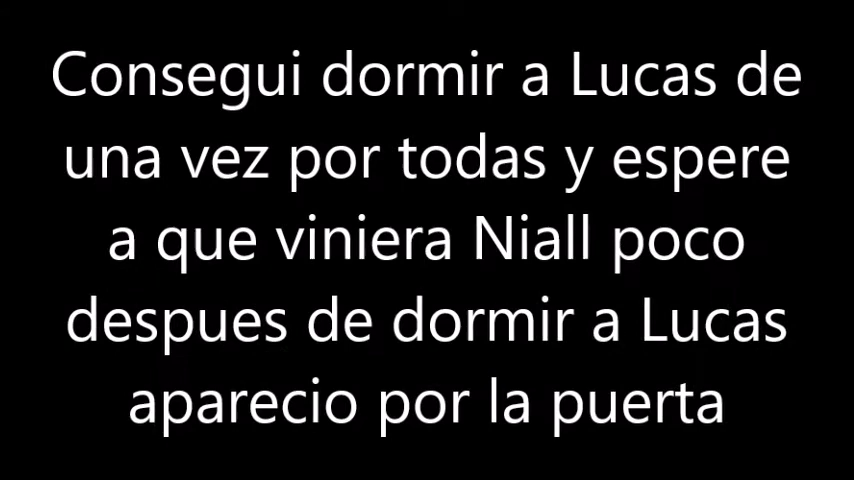 Consegui dormir a Lucas de
una vez por todas y espere
a que viniera Niall poco
despues de dormir a Lucas
aparecio por la puerta